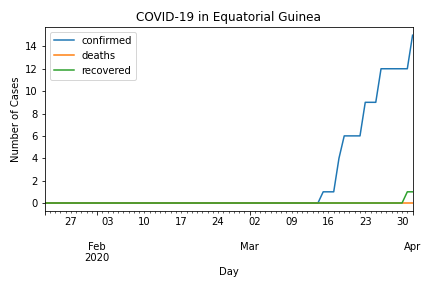 COVID-19 in Equatorial Guinea
confirmed
deaths
recovered
Number of Cases
14
12
10
8
6
4
2
0
27 03 10 17 24 02 09 16 23 30
Feb Mar Apr
2020
Day